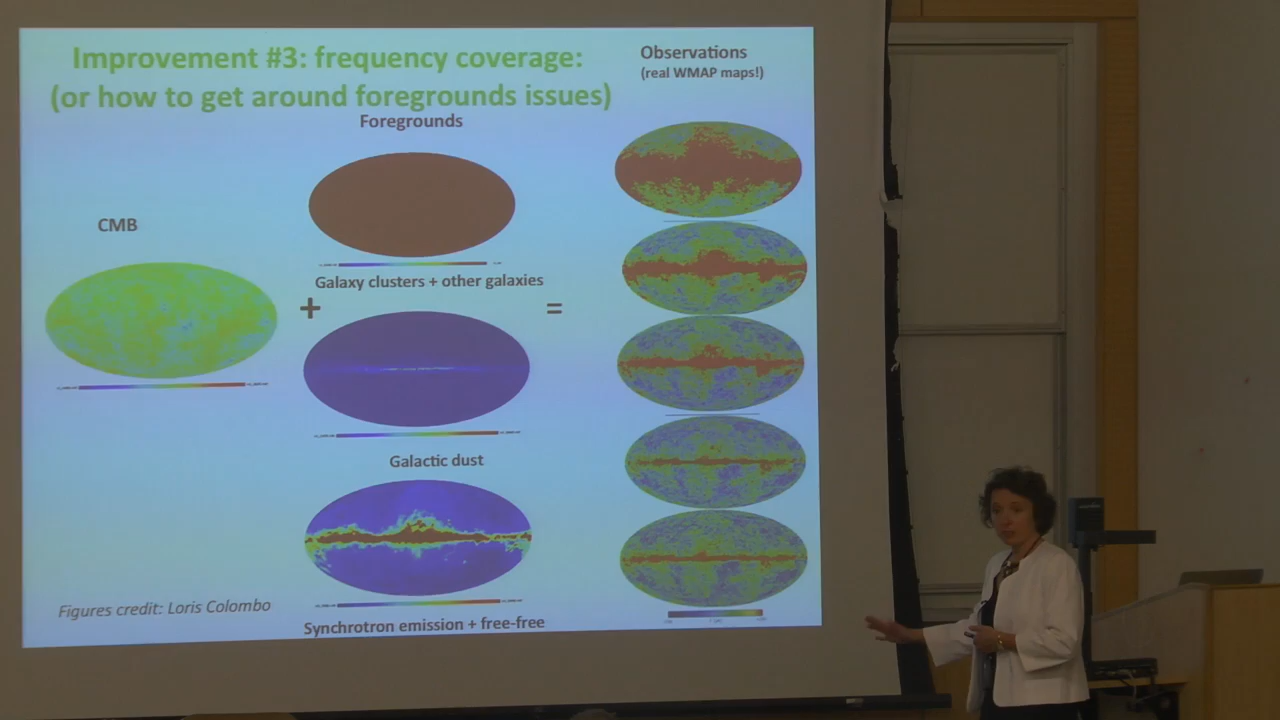 Improvement #3: frequency coverage:
(or how to get around foregrounds issues)
Observations
(real WMAP maps!)
Foregrounds
CMB
Galaxy clusters + other galaxies
+
=
Galactic dust
Figures credit: Loris Colombo
Synchrotron emission + free-free